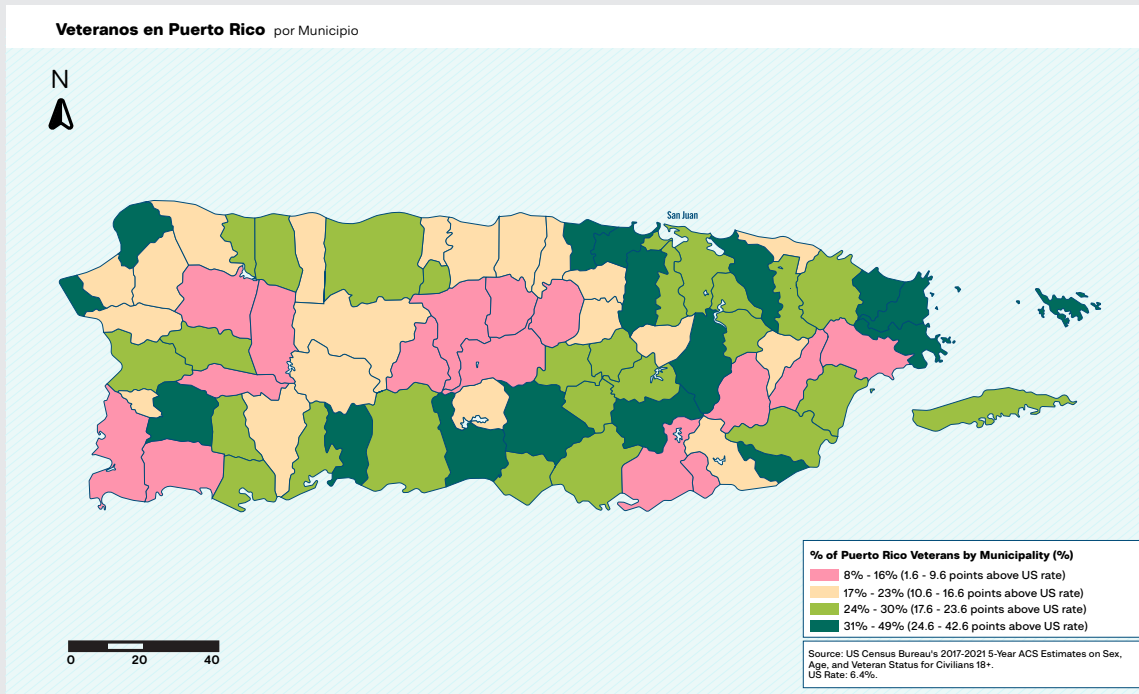 Veteranos en Puerto Rico por Municipio
N
San Juan
% of Puerto Rico Veterans by Municipality (%)
8% - 16% (1.6 - 9.6 points above US rate)
17% - 23% (10.6 - 16.6 points above US rate)
24% - 30% (17.6 - 23.6 points above US rate)
31% - 49% (24.6 - 42.6 points above US rate)
0 20 40
Source: US Census Bureau's 2017-2021 5-Year ACS Estimates on Sex,
Age, and Veteran Status for Civilians 18+.
US Rate: 6.4%.